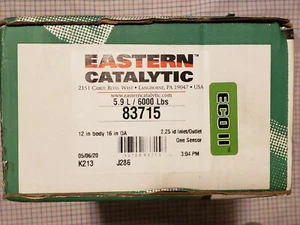 EASTERN™
CATALYTIC
2151 Cabot Blvd. West • Langhorne, PA 19047 • USA
www.easterncatalytic.com
5.9 L / 6000 Lbs
83715
ECO II
12 in body 16 in OA
2.25 id Inlet/Outlet
One Sensor
05/06/20
3:04 PM
K213
J286